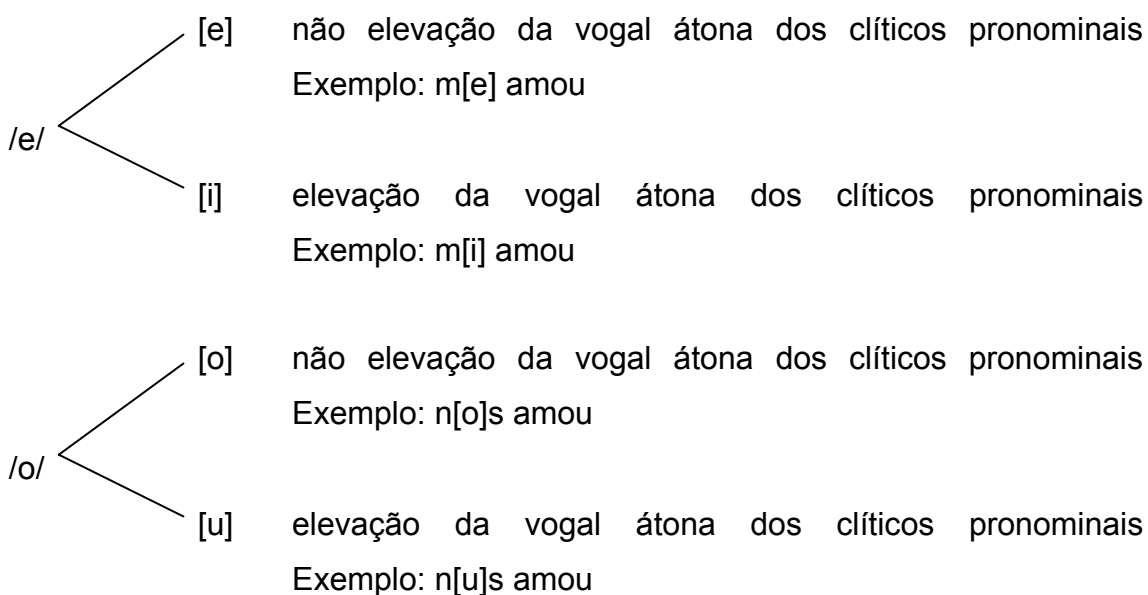 [e] não elevação da vogal átona dos clíticos pronominais
Exemplo: m[e] amou
/e/
[i] elevação da vogal átona dos clíticos pronominais
Exemplo: m[i] amou
[o] não elevação da vogal átona dos clíticos pronominais
Exemplo: n[o]s amou
/o/
[u] elevação da vogal átona dos clíticos pronominais
Exemplo: n[u]s amou